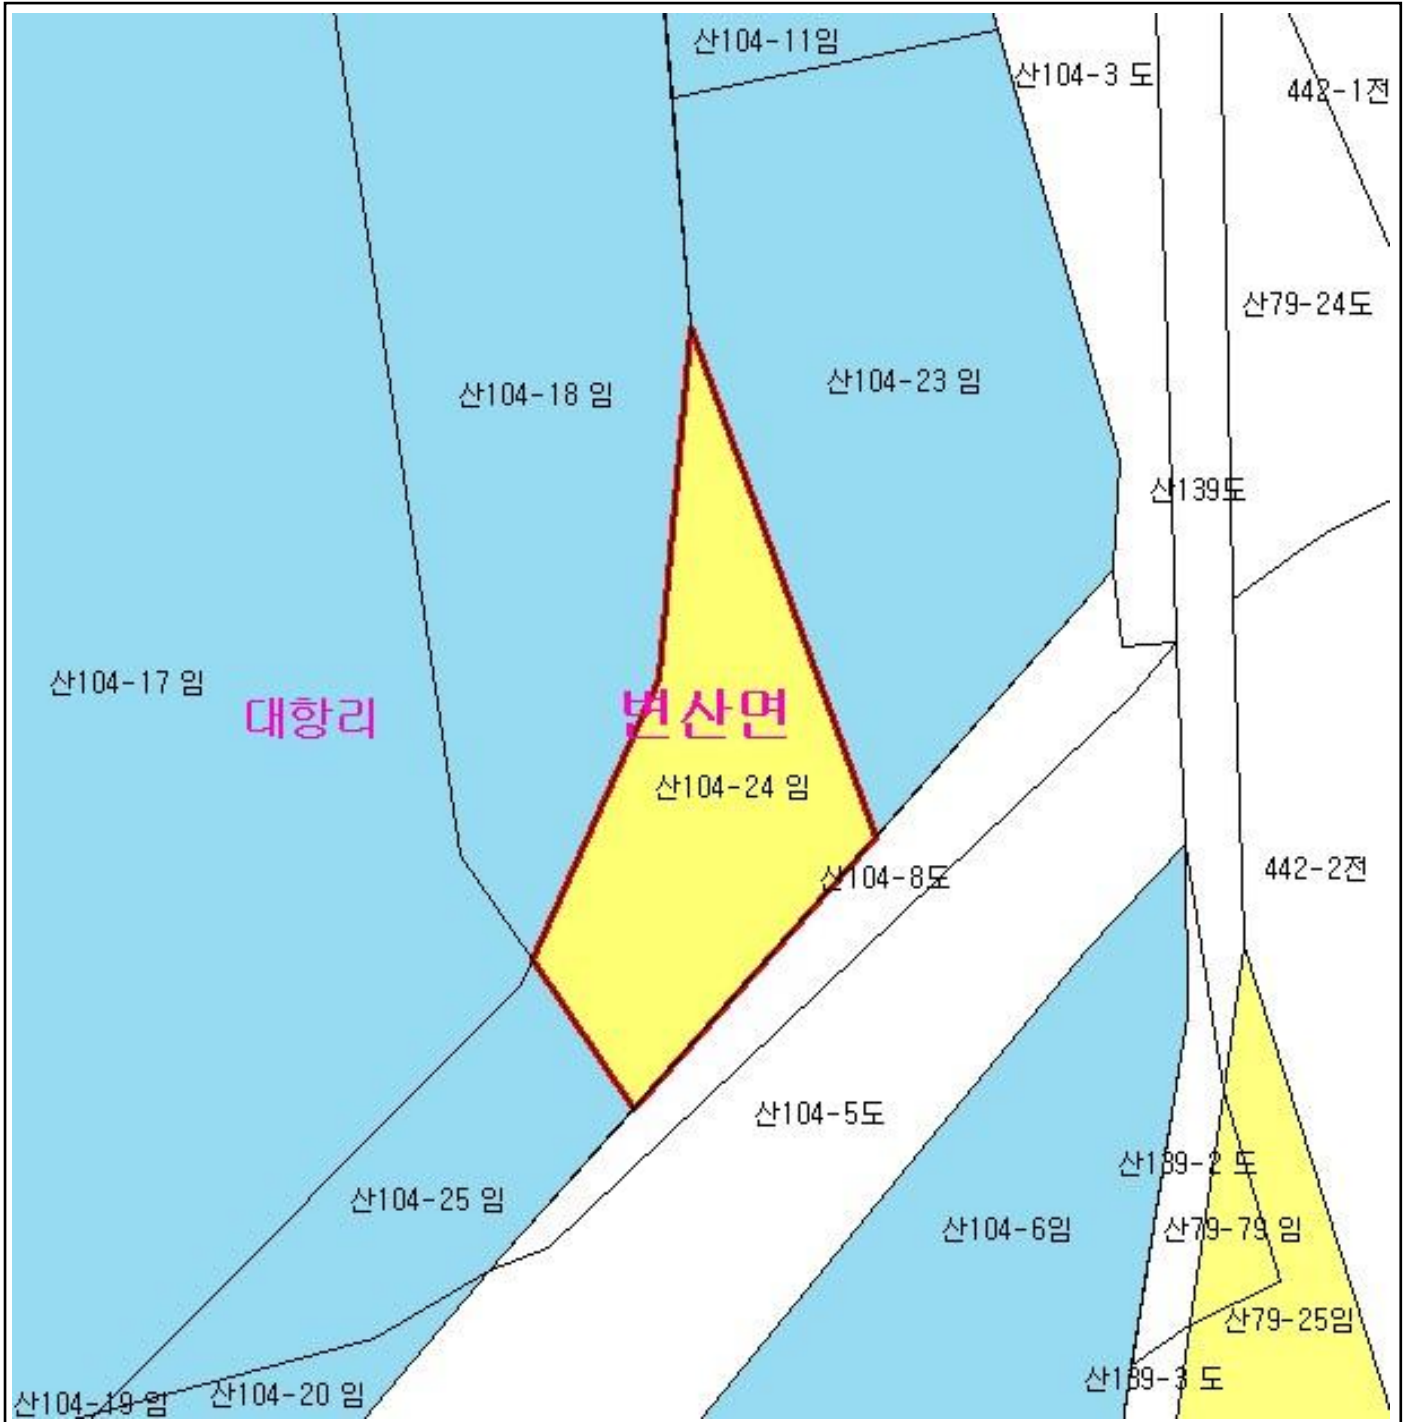 산104-11임
산104-3 도
442-1전
산79-24도
산104-18 임
산104-23 임
산139도
산104-17 임
대항리
변산면
산104-24 임
산104-8도
442-2전
산104-5도
산139-2 도
산104-25 임
산104-6임
산79-79 임
산79-25임
산139-3 도
산104-19 임
산104-20 임